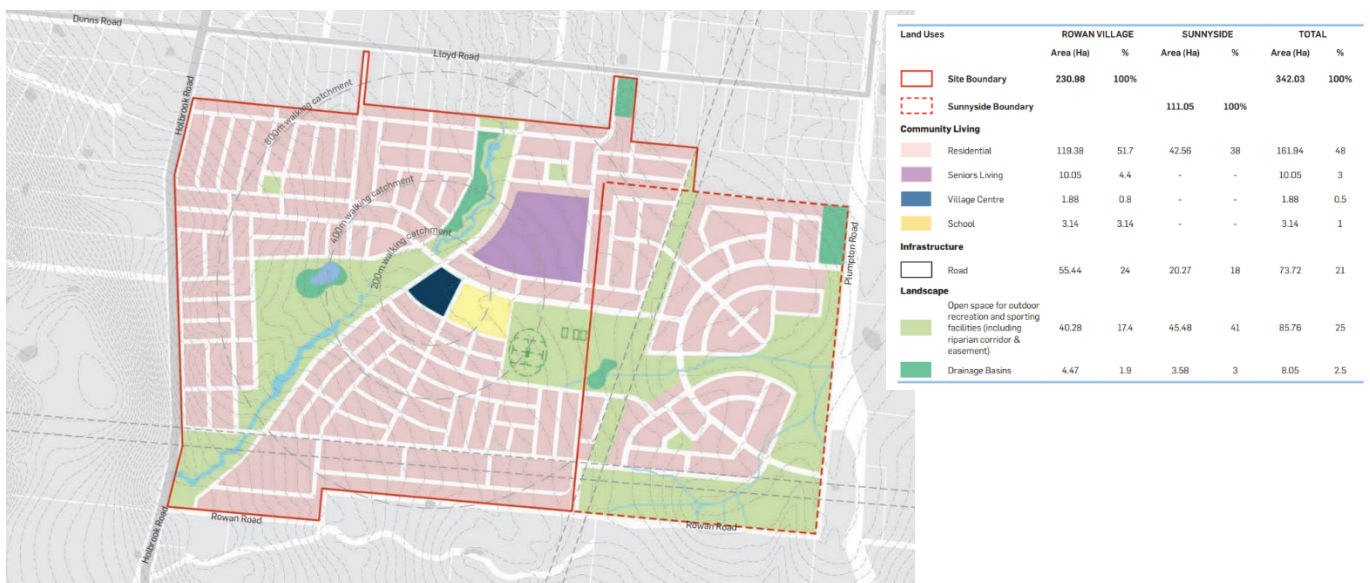 Dunns Road
Lloyd Road
Holbrook Road
800m walking catchment
400m walking catchment
200m walking catchment
Plumpton Road
Rowan Road
Rowan Road
Holbrook Road
Land Uses ROWAN VILLAGE SUNNYSIDE TOTAL
Area (Ha) % Area (Ha) % Area (Ha) %
Site Boundary 230.98 100% 342.03 100%
Sunnyside Boundary 111.05 100%
Community Living
Residential 119.38 51.7 42.56 38 161.94 48
Seniors Living 10.05 4.4 - - 10.05 3
Village Centre 1.88 0.8 - - 1.88 0.5
School 3.14 3.14 - - 3.14 1
Infrastructure
Road 55.44 24 20.27 18 73.72 21
Landscape
Open space for outdoor
recreation and sporting
facilities (including
riparian corridor &
easement)
40.28 17.4 45.48 41 85.76 25
Drainage Basins 4.47 1.9 3.58 3 8.05 2.5